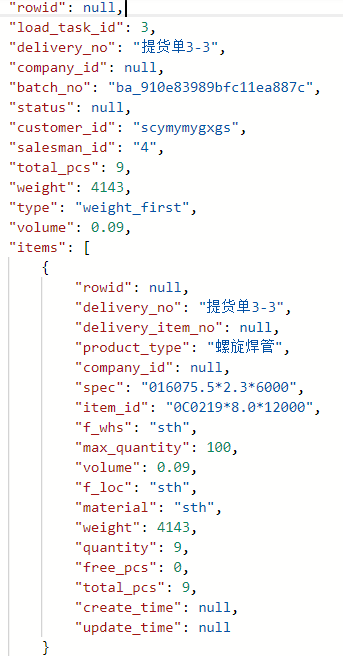 "rowid": null,
"load_task_id": 3,
"delivery_no": "提货单3-3",
"company_id": null,
"batch_no": "ba_910e83989bfc11ea887c",
"status": null,
"customer_id": "scymymygxgs",
"salesman_id": "4",
"total_pcs": 9,
"weight": 4143,
"type": "weight_first",
"volume": 0.09,
"items": [
{
"rowid": null,
"delivery_no": "提货单3-3",
"delivery_item_no": null,
"product_type": "螺旋焊管",
"company_id": null,
"spec": "016075.5*2.3*6000",
"item_id": "0C0219*8.0*12000",
"f_whs": "sth",
"max_quantity": 100,
"volume": 0.09,
"f_loc": "sth",
"material": "sth",
"weight": 4143,
"quantity": 9,
"free_pcs": 0,
"total_pcs": 9,
"create_time": null,
"update_time": null
}